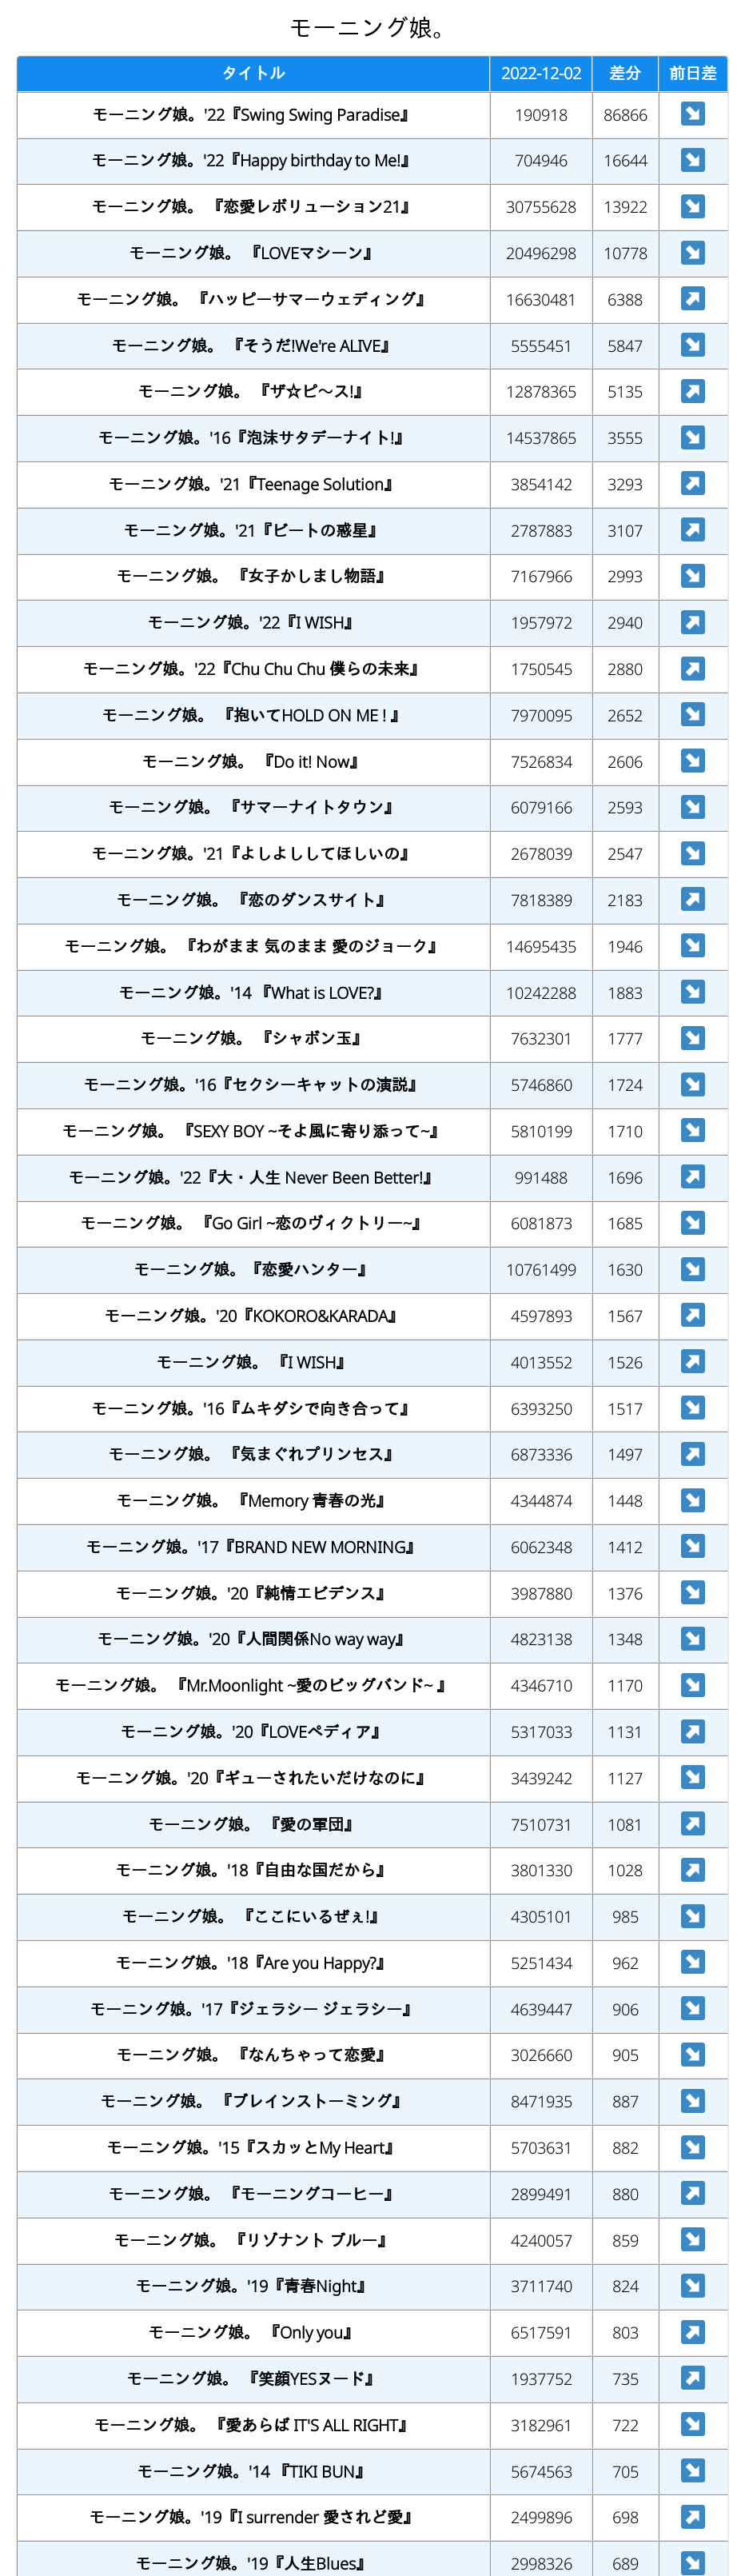 モーニング娘。
タイトル 2022-12-02 差分 前日差
モーニング娘。'22『Swing Swing Paradise』 190918 86866
モーニング娘。'22『Happy birthday to Me!』 704946 16644
モーニング娘。 『恋愛レボリューション21』 30755628 13922
モーニング娘。 『LOVEマシーン』 20496298 10778
モーニング娘。 『ハッピーサマーウェディング』 16630481 6388
モーニング娘。 『そうだ!We're ALIVE』 5555451 5847
モーニング娘。 『ザ☆ピ〜ス!』 12878365 5135
モーニング娘。'16『泡沫サタデーナイト!』 14537865 3555
モーニング娘。'21『Teenage Solution』 3854142 3293
モーニング娘。'21『ビートの惑星』 2787883 3107
モーニング娘。 『女子かしまし物語』 7167966 2993
モーニング娘。'22『I WISH』 1957972 2940
モーニング娘。'22『Chu Chu Chu 僕らの未来』 1750545 2880
モーニング娘。 『抱いてHOLD ON ME ! 』 7970095 2652
モーニング娘。 『Do it! Now』 7526834 2606
モーニング娘。 『サマーナイトタウン』 6079166 2593
モーニング娘。'21『よしよししてほしいの』 2678039 2547
モーニング娘。 『恋のダンスサイト』 7818389 2183
モーニング娘。 『わがまま 気のまま 愛のジョーク』 14695435 1946
モーニング娘。'14 『What is LOVE?』 10242288 1883
モーニング娘。 『シャボン玉』 7632301 1777
モーニング娘。'16『セクシーキャットの演説』 5746860 1724
モーニング娘。 『SEXY BOY ~そよ風に寄り添って~』 5810199 1710
モーニング娘。'22『大・人生 Never Been Better!』 991488 1696
モーニング娘。 『Go Girl ~恋のヴィクトリー~』 6081873 1685
モーニング娘。『恋愛ハンター』 10761499 1630
モーニング娘。'20『KOKORO&KARADA』 4597893 1567
モーニング娘。 『I WISH』 4013552 1526
モーニング娘。'16『ムキダシで向き合って』 6393250 1517
モーニング娘。 『気まぐれプリンセス』 6873336 1497
モーニング娘。 『Memory 青春の光』 4344874 1448
モーニング娘。'17『BRAND NEW MORNING』 6062348 1412
モーニング娘。'20『純情エビデンス』 3987880 1376
モーニング娘。'20『人間関係No way way』 4823138 1348
モーニング娘。 『Mr.Moonlight ~愛のビッグバンド~ 』 4346710 1170
モーニング娘。'20『LOVEペディア』 5317033 1131
モーニング娘。'20『ギューされたいだけなのに』 3439242 1127
モーニング娘。 『愛の軍団』 7510731 1081
モーニング娘。'18『自由な国だから』 3801330 1028
モーニング娘。 『ここにいるぜぇ!』 4305101 985
モーニング娘。'18『Are you Happy?』 5251434 962
モーニング娘。'17『ジェラシー ジェラシー』 4639447 906
モーニング娘。 『なんちゃって恋愛』 3026660 905
モーニング娘。 『ブレインストーミング』 8471935 887
モーニング娘。'15『スカッとMy Heart』 5703631 882
モーニング娘。 『モーニングコーヒー』 2899491 880
モーニング娘。 『リゾナント ブルー』 4240057 859
モーニング娘。'19『青春Night』 3711740 824
モーニング娘。 『Only you』 6517591 803
モーニング娘。 『笑顔YESヌード』 1937752 735
モーニング娘。 『愛あらば IT'S ALL RIGHT』 3182961 722
モーニング娘。'14 『TIKI BUN』 5674563 705
モーニング娘。'19『I surrender 愛されど愛』 2499896 698
モーニング娘。'19『人生Blues』 2998326 689